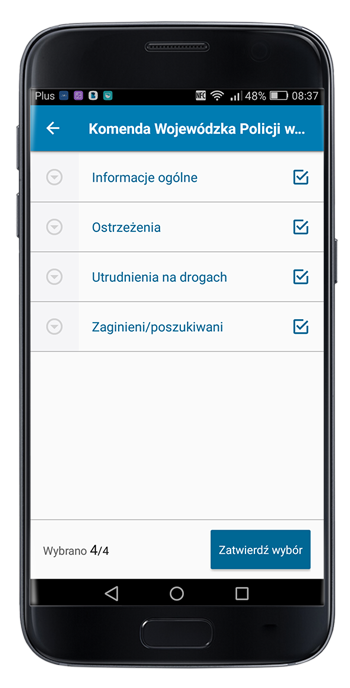 Plus NFC 48% 08:37
Komenda Wojewódzka Policji w...
Informacje ogólne
Ostrzeżenia
Utrudnienia na drogach
Zaginieni/poszukiwani
Wybrano 4/4
Zatwierdź wybór